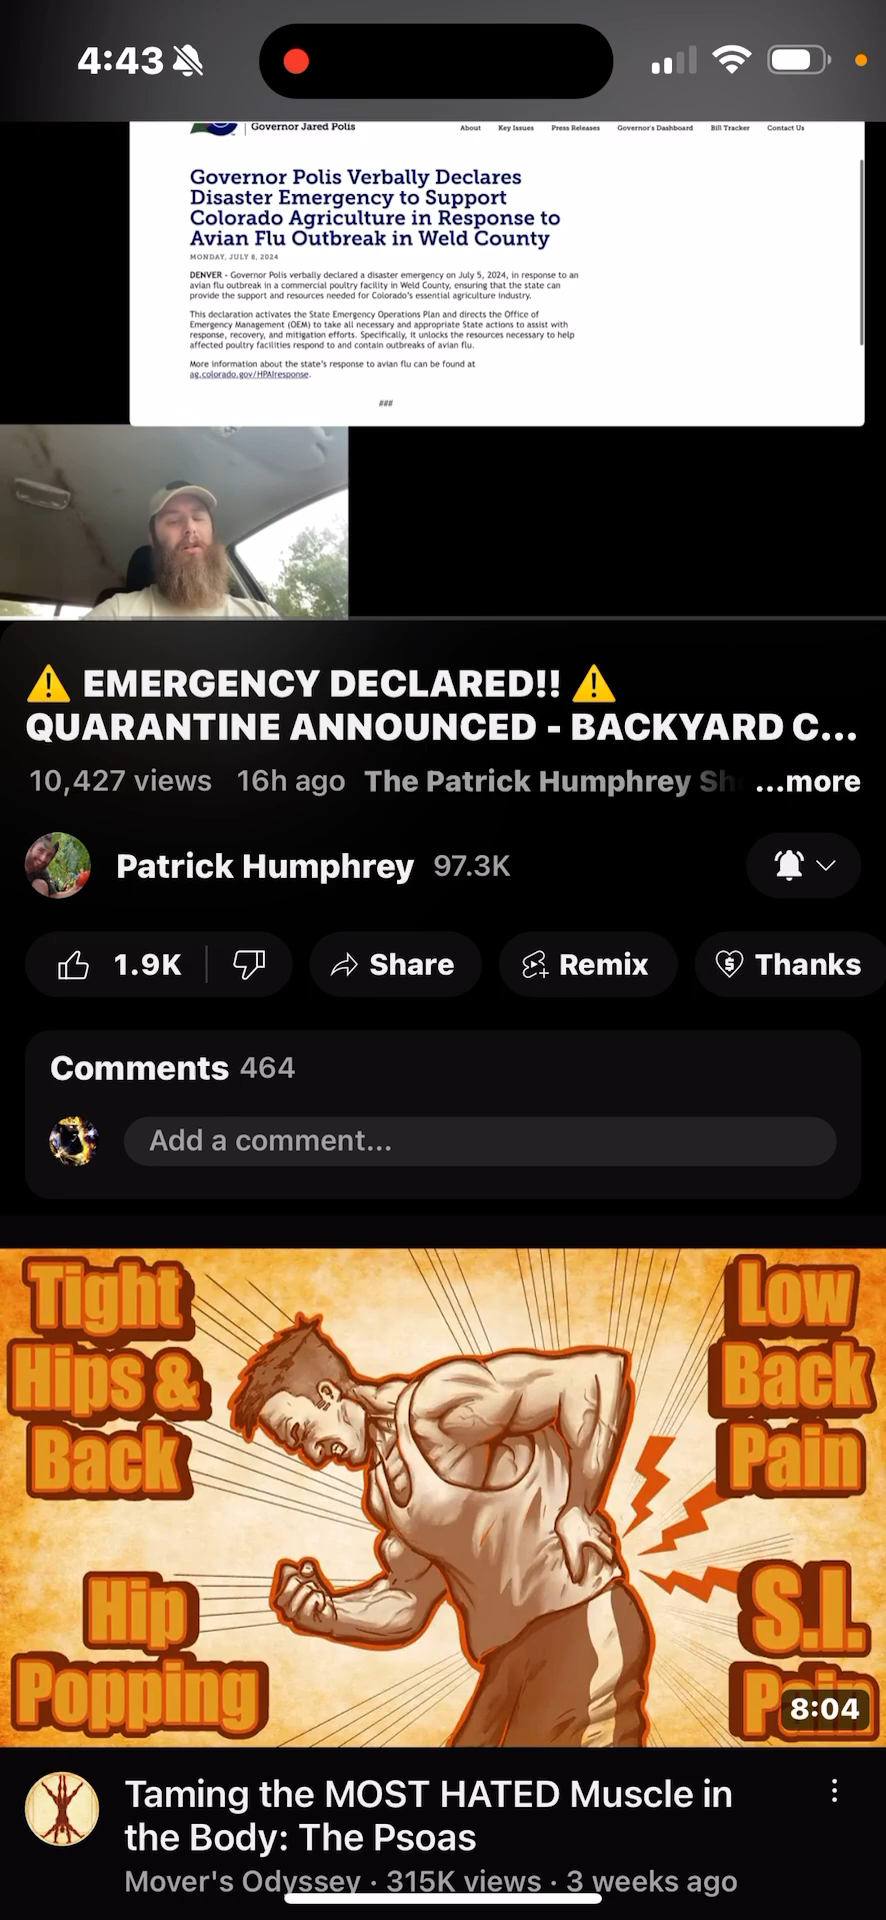 4:43
Governor Jared Polis
About Key Issues Press Releases Governor's Dashboard Bill Tracker Contact Us
Governor Polis Verbally Declares
Disaster Emergency to Support
Colorado Agriculture in Response to
Avian Flu Outbreak in Weld County
MONDAY, JULY 8, 2024
DENVER - Governor Polis verbally declared a disaster emergency on July 5, 2024, in response to an
avian flu outbreak in a commercial poultry facility in Weld County, ensuring that the state can
provide the support and resources needed for Colorado's essential agriculture industry.
This declaration activates the State Emergency Operations Plan and directs the Office of
Emergency Management (OEM) to take all necessary and appropriate State actions to assist with
response, recovery, and mitigation efforts. Specifically, it unlocks the resources necessary to help
affected poultry facilities respond to and contain outbreaks of avian flu.
More information about the state's response to avian flu can be found at
ag.colorado.gov/HPAIresponse.
###
⚠️ EMERGENCY DECLARED!! ⚠️
QUARANTINE ANNOUNCED - BACKYARD C...
10,427 views 16h ago The Patrick Humphrey Sh ...more
Patrick Humphrey 97.3K
1.9K Share Remix Thanks
Comments 464
Add a comment...
Tight
Hips &
Back
Low
Back
Pain
Hip
Popping
S.I.
Pain
8:04
Taming the MOST HATED Muscle in
the Body: The Psoas
Mover's Odyssey · 315K views · 3 weeks ago